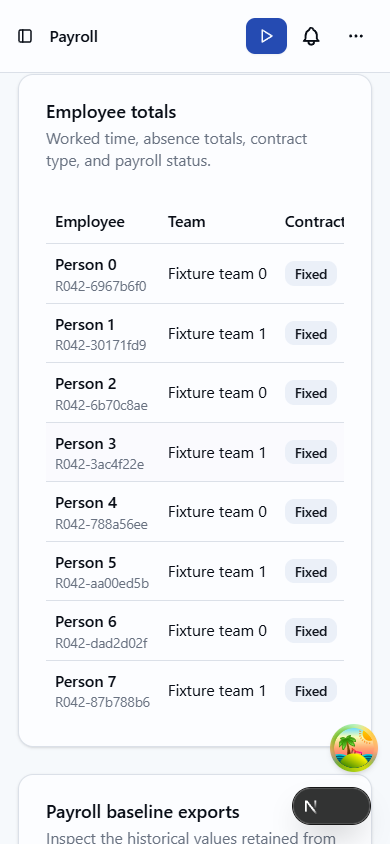 Payroll
Employee totals
Worked time, absence totals, contract
type, and payroll status.
Employee Team Contract
Person 0
R042-6967b6f0 Fixture team 0 Fixed
Person 1
R042-30171fd9 Fixture team 1 Fixed
Person 2
R042-6b70c8ae Fixture team 0 Fixed
Person 3
R042-3ac4f22e Fixture team 1 Fixed
Person 4
R042-788a56ee Fixture team 0 Fixed
Person 5
R042-aa00ed5b Fixture team 1 Fixed
Person 6
R042-dad2d02f Fixture team 0 Fixed
Person 7
R042-87b788b6 Fixture team 1 Fixed
N
Payroll baseline exports
Inspect the historical values retained from